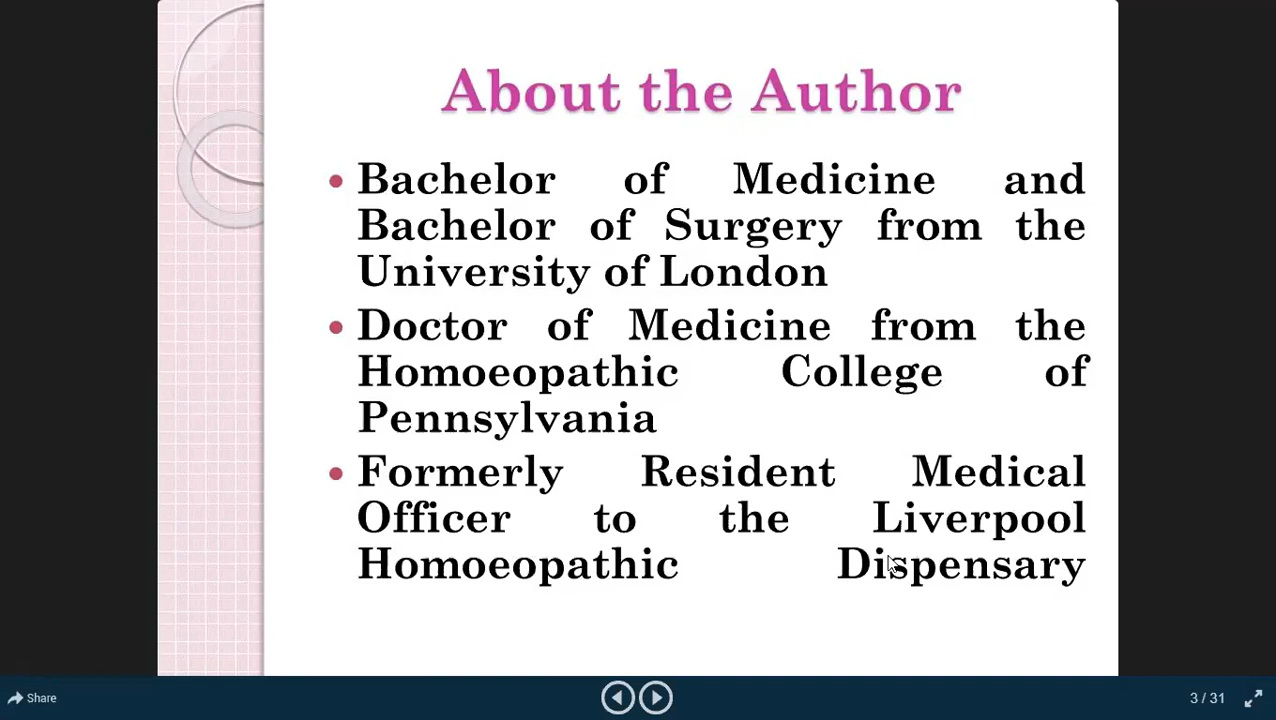 About the Author
• Bachelor of Medicine and
Bachelor of Surgery from the
University of London
• Doctor of Medicine from the
Homoeopathic College of
Pennsylvania
• Formerly Resident Medical
Officer to the Liverpool
Homoeopathic Dispensary
Share
3 / 31